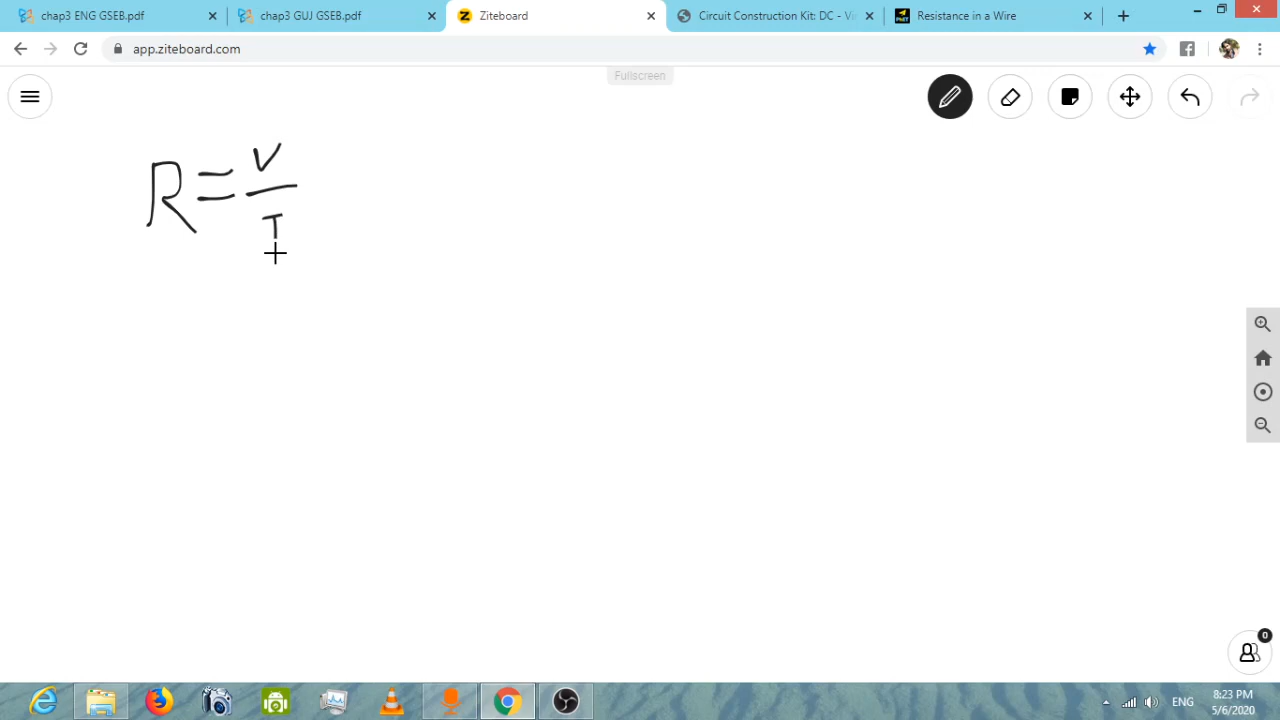 chap3 ENG GSEB.pdf
chap3 GUJ GSEB.pdf
Ziteboard
Circuit Construction Kit: DC - Vi
Resistance in a Wire
app.ziteboard.com
Fullscreen
R = V
I
0
ENG
8:23 PM
5/6/2020